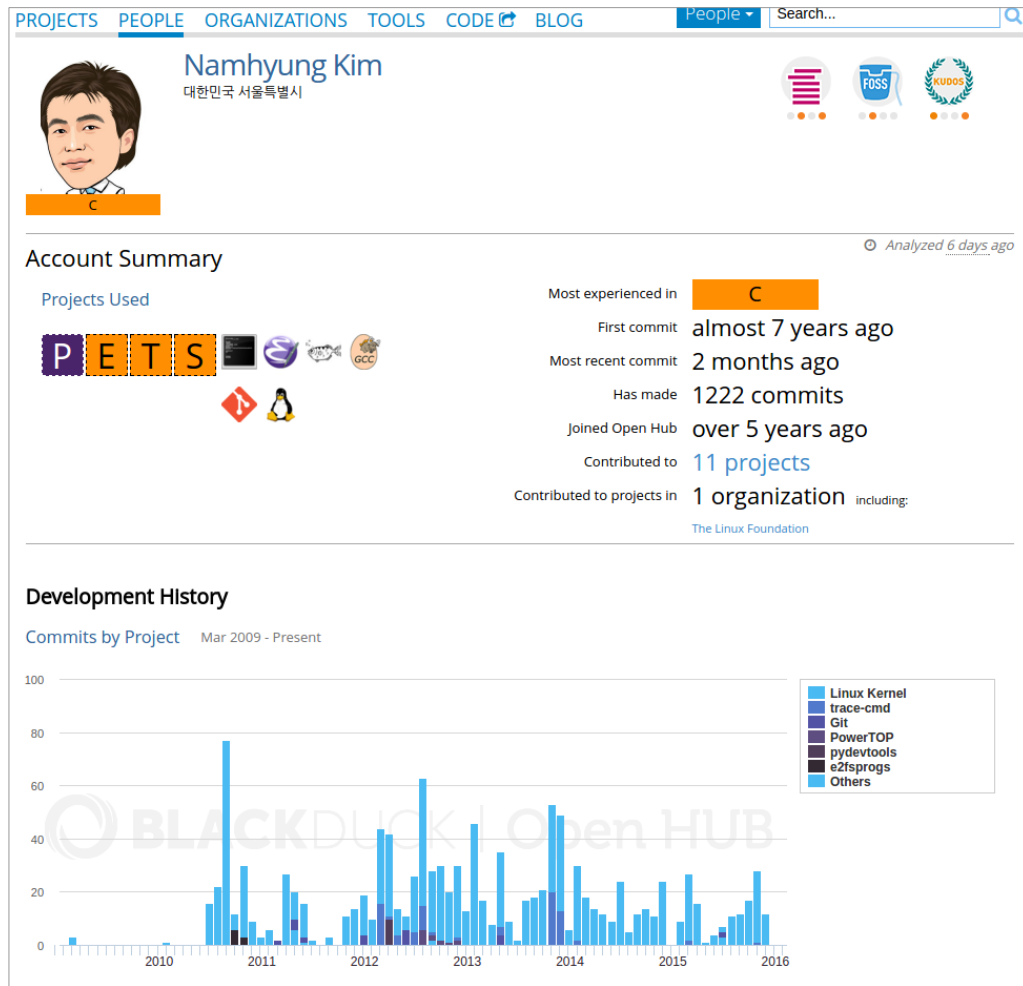 PROJECTS PEOPLE ORGANIZATIONS TOOLS CODE BLOG People Search...
Namhyung Kim
대한민국 서울특별시
FOSS
KUDOS
C
Analyzed 6 days ago
Account Summary
Projects Used
P E T S
GCC
Most experienced in C
First commit almost 7 years ago
Most recent commit 2 months ago
Has made 1222 commits
Joined Open Hub over 5 years ago
Contributed to 11 projects
Contributed to projects in 1 organization including:
The Linux Foundation
Development History
Commits by Project Mar 2009 - Present
100
80
60
40
20
0
BLACKDUCK | Open HUB
2010 2011 2012 2013 2014 2015 2016
Linux Kernel
trace-cmd
Git
PowerTOP
pydevtools
e2fsprogs
Others